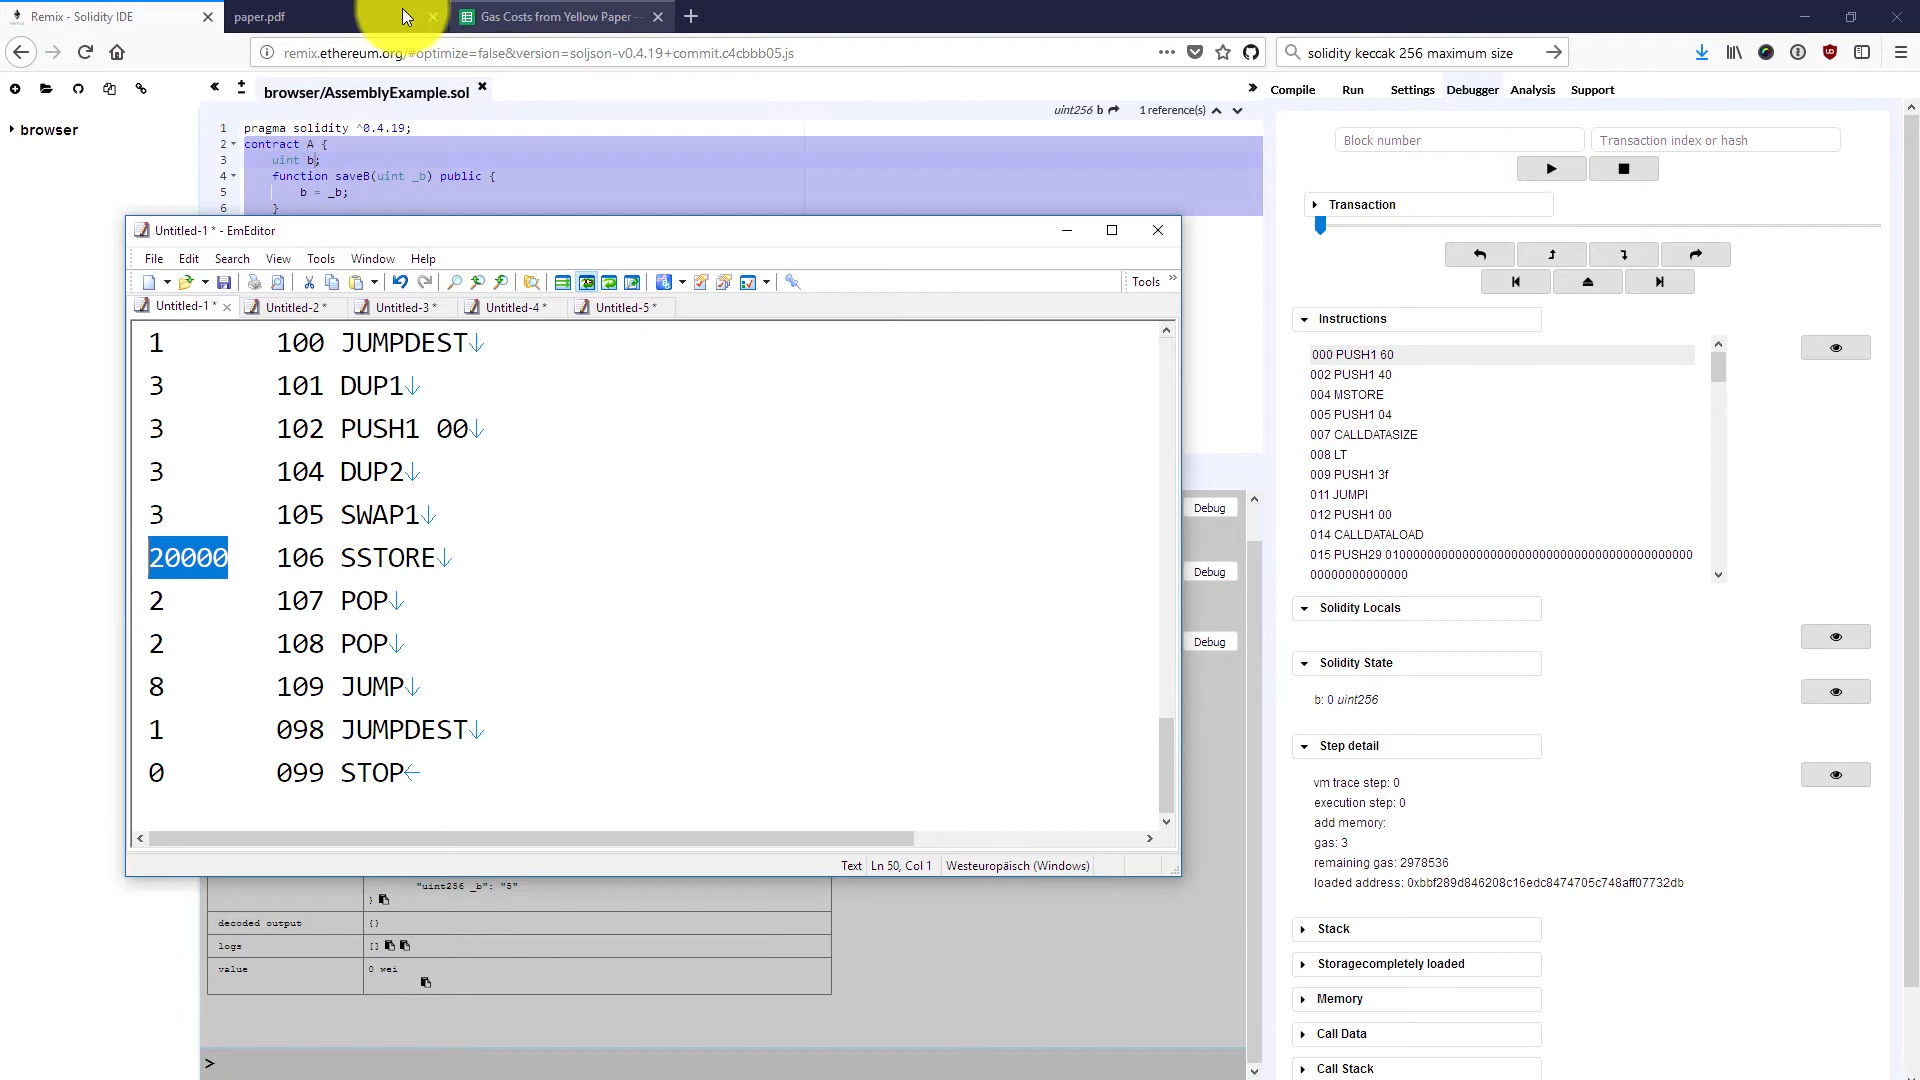 Remix - Solidity IDE
paper.pdf
Gas Costs from Yellow Paper -
remix.ethereum.org/#optimize=false&version=soljson-v0.4.19+commit.c4cbbb05.js
solidity keccak 256 maximum size
browser
browser/AssemblyExample.sol
uint256 b
1 reference(s)
1 pragma solidity ^0.4.19;
2 contract A {
3 uint b;
4 function saveB(uint _b) public {
5 b = _b;
6 }
Untitled-1 * - EmEditor
File Edit Search View Tools Window Help
Tools
Untitled-1 * Untitled-2 * Untitled-3 * Untitled-4 * Untitled-5 *
1 100 JUMPDEST↓
3 101 DUP1↓
3 102 PUSH1 00↓
3 104 DUP2↓
3 105 SWAP1↓
20000 106 SSTORE↓
2 107 POP↓
2 108 POP↓
8 109 JUMP↓
1 098 JUMPDEST↓
0 099 STOP←
Text Ln 50, Col 1 Westeuropäisch (Windows)
Debug
Debug
Debug
"uint256 _b": "5"
}
decoded output {}
logs []
value 0 wei
>
Compile Run Settings Debugger Analysis Support
Block number
Transaction index or hash
Transaction
Instructions
000 PUSH1 60
002 PUSH1 40
004 MSTORE
005 PUSH1 04
007 CALLDATASIZE
008 LT
009 PUSH1 3f
011 JUMPI
012 PUSH1 00
014 CALLDATALOAD
015 PUSH29 01000000000000000000000000000000000000000000
00000000000000
Solidity Locals
Solidity State
b: 0 uint256
Step detail
vm trace step: 0
execution step: 0
add memory:
gas: 3
remaining gas: 2978536
loaded address: 0xbbf289d846208c16edc8474705c748aff07732db
Stack
Storagecompletely loaded
Memory
Call Data
Call Stack